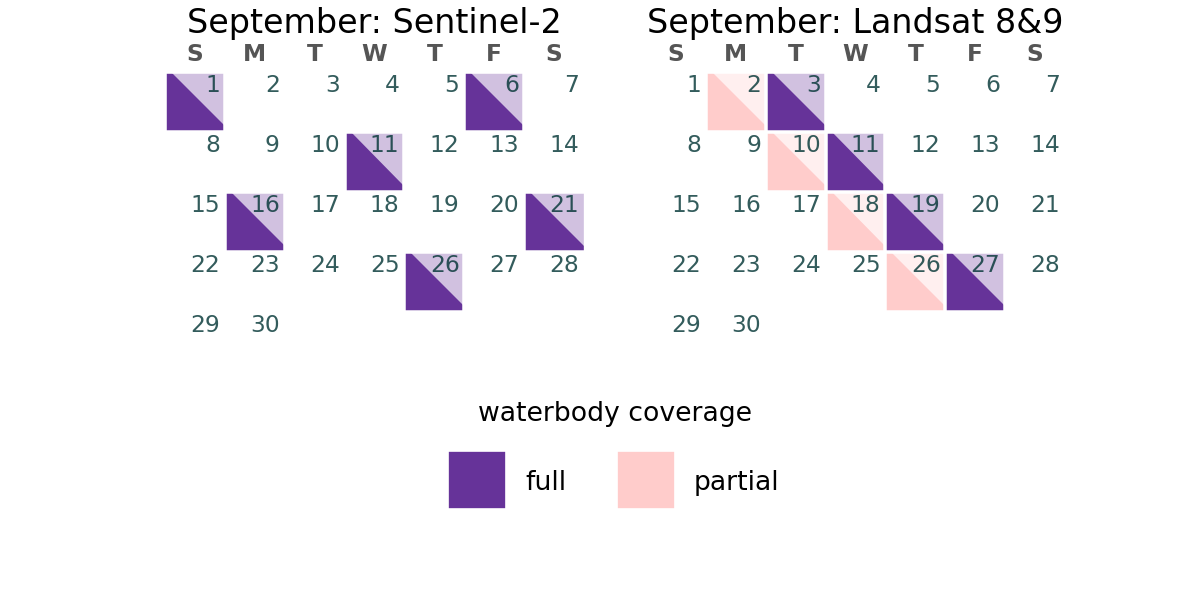 September: Sentinel-2
S M T W T F S
1 2 3 4 5 6 7
8 9 10 11 12 13 14
15 16 17 18 19 20 21
22 23 24 25 26 27 28
29 30
September: Landsat 8&9
S M T W T F S
1 2 3 4 5 6 7
8 9 10 11 12 13 14
15 16 17 18 19 20 21
22 23 24 25 26 27 28
29 30
waterbody coverage
full partial